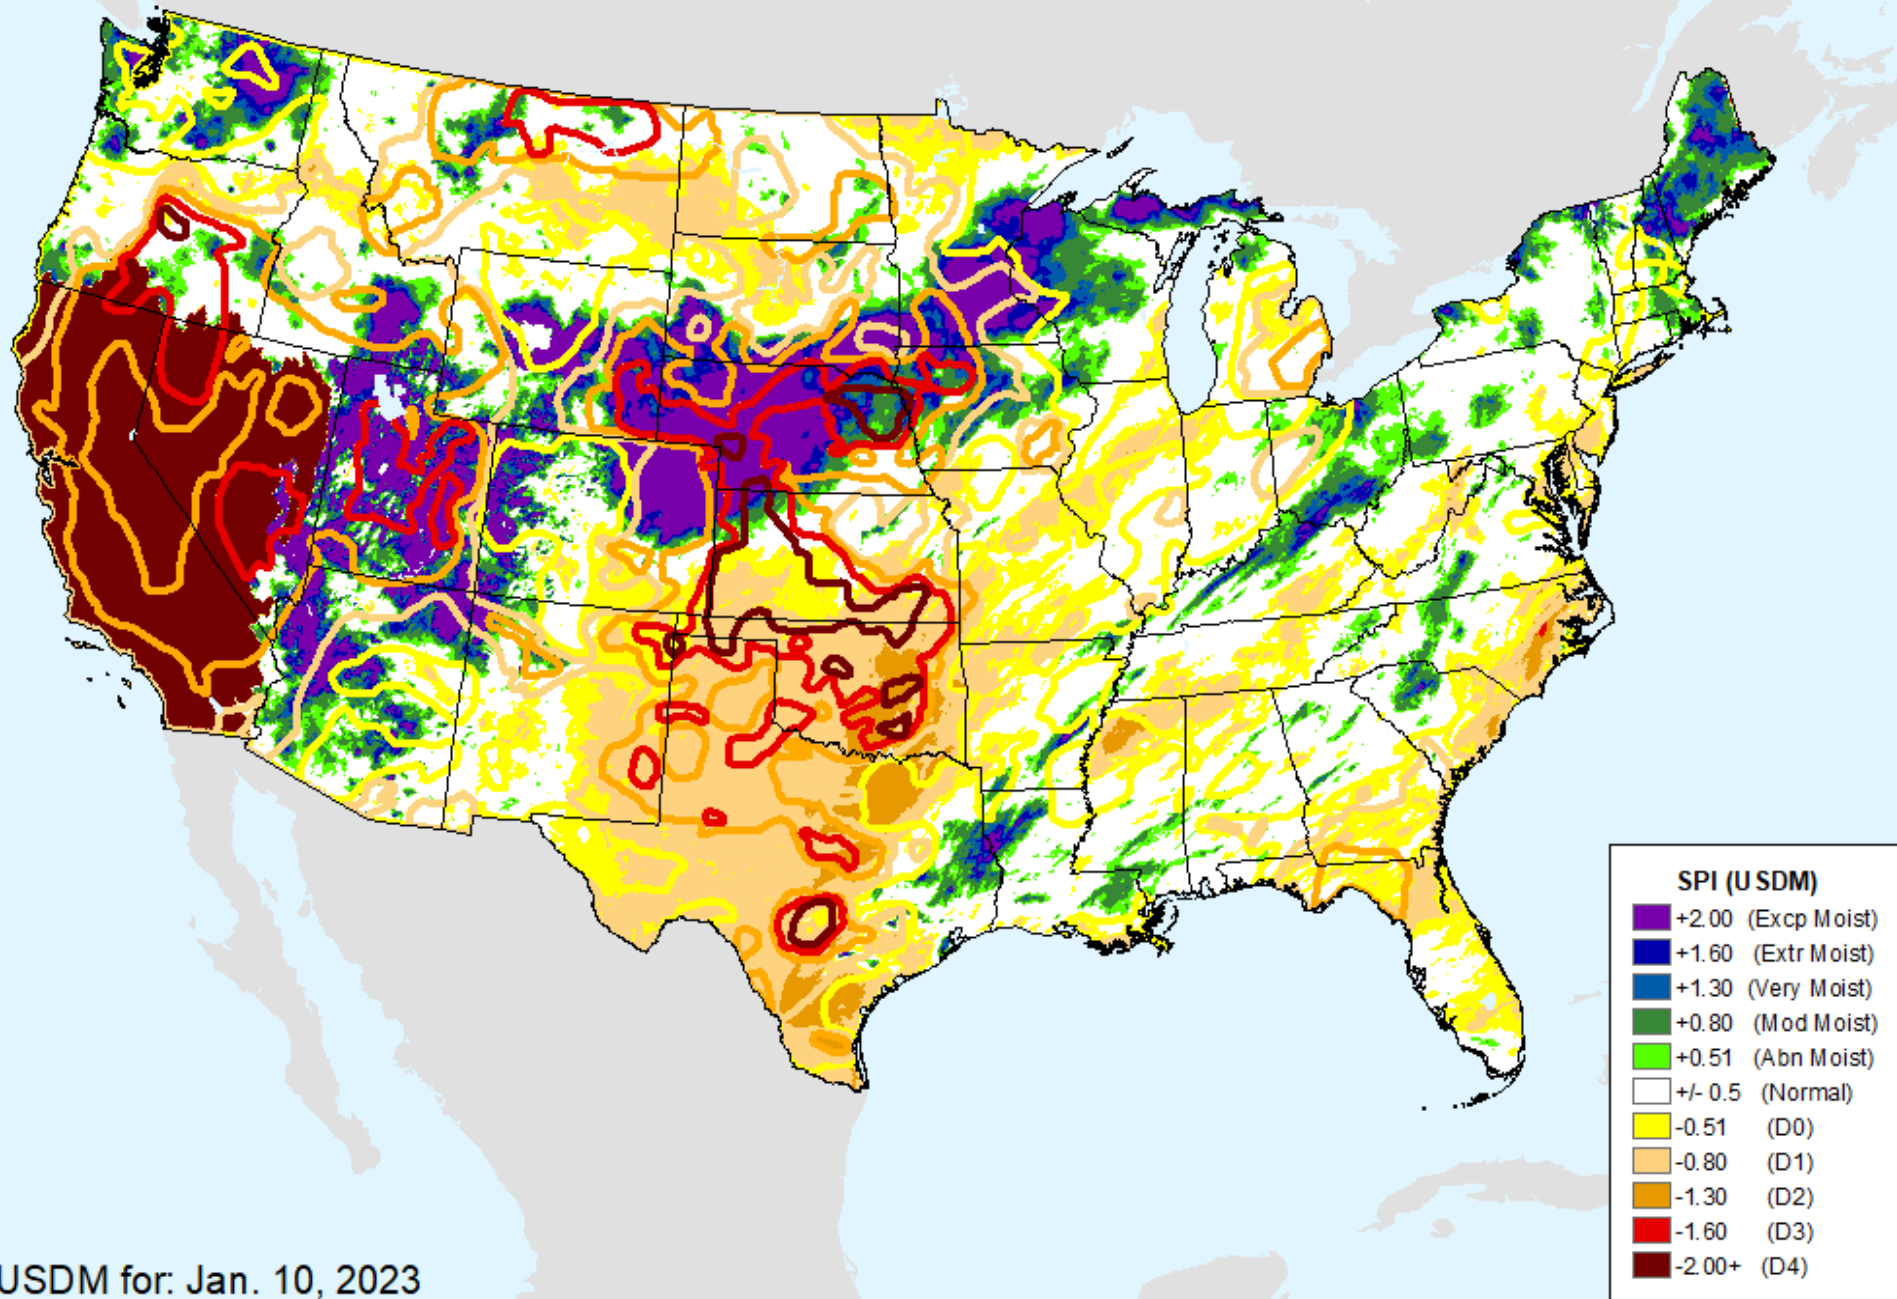 SPI (USDM)
+2.00 (Excp Moist)
+1.60 (Extr Moist)
+1.30 (Very Moist)
+0.80 (Mod Moist)
+0.51 (Abn Moist)
+/- 0.5 (Normal)
-0.51 (D0)
-0.80 (D1)
-1.30 (D2)
-1.60 (D3)
-2.00+ (D4)
USDM for: Jan. 10, 2023